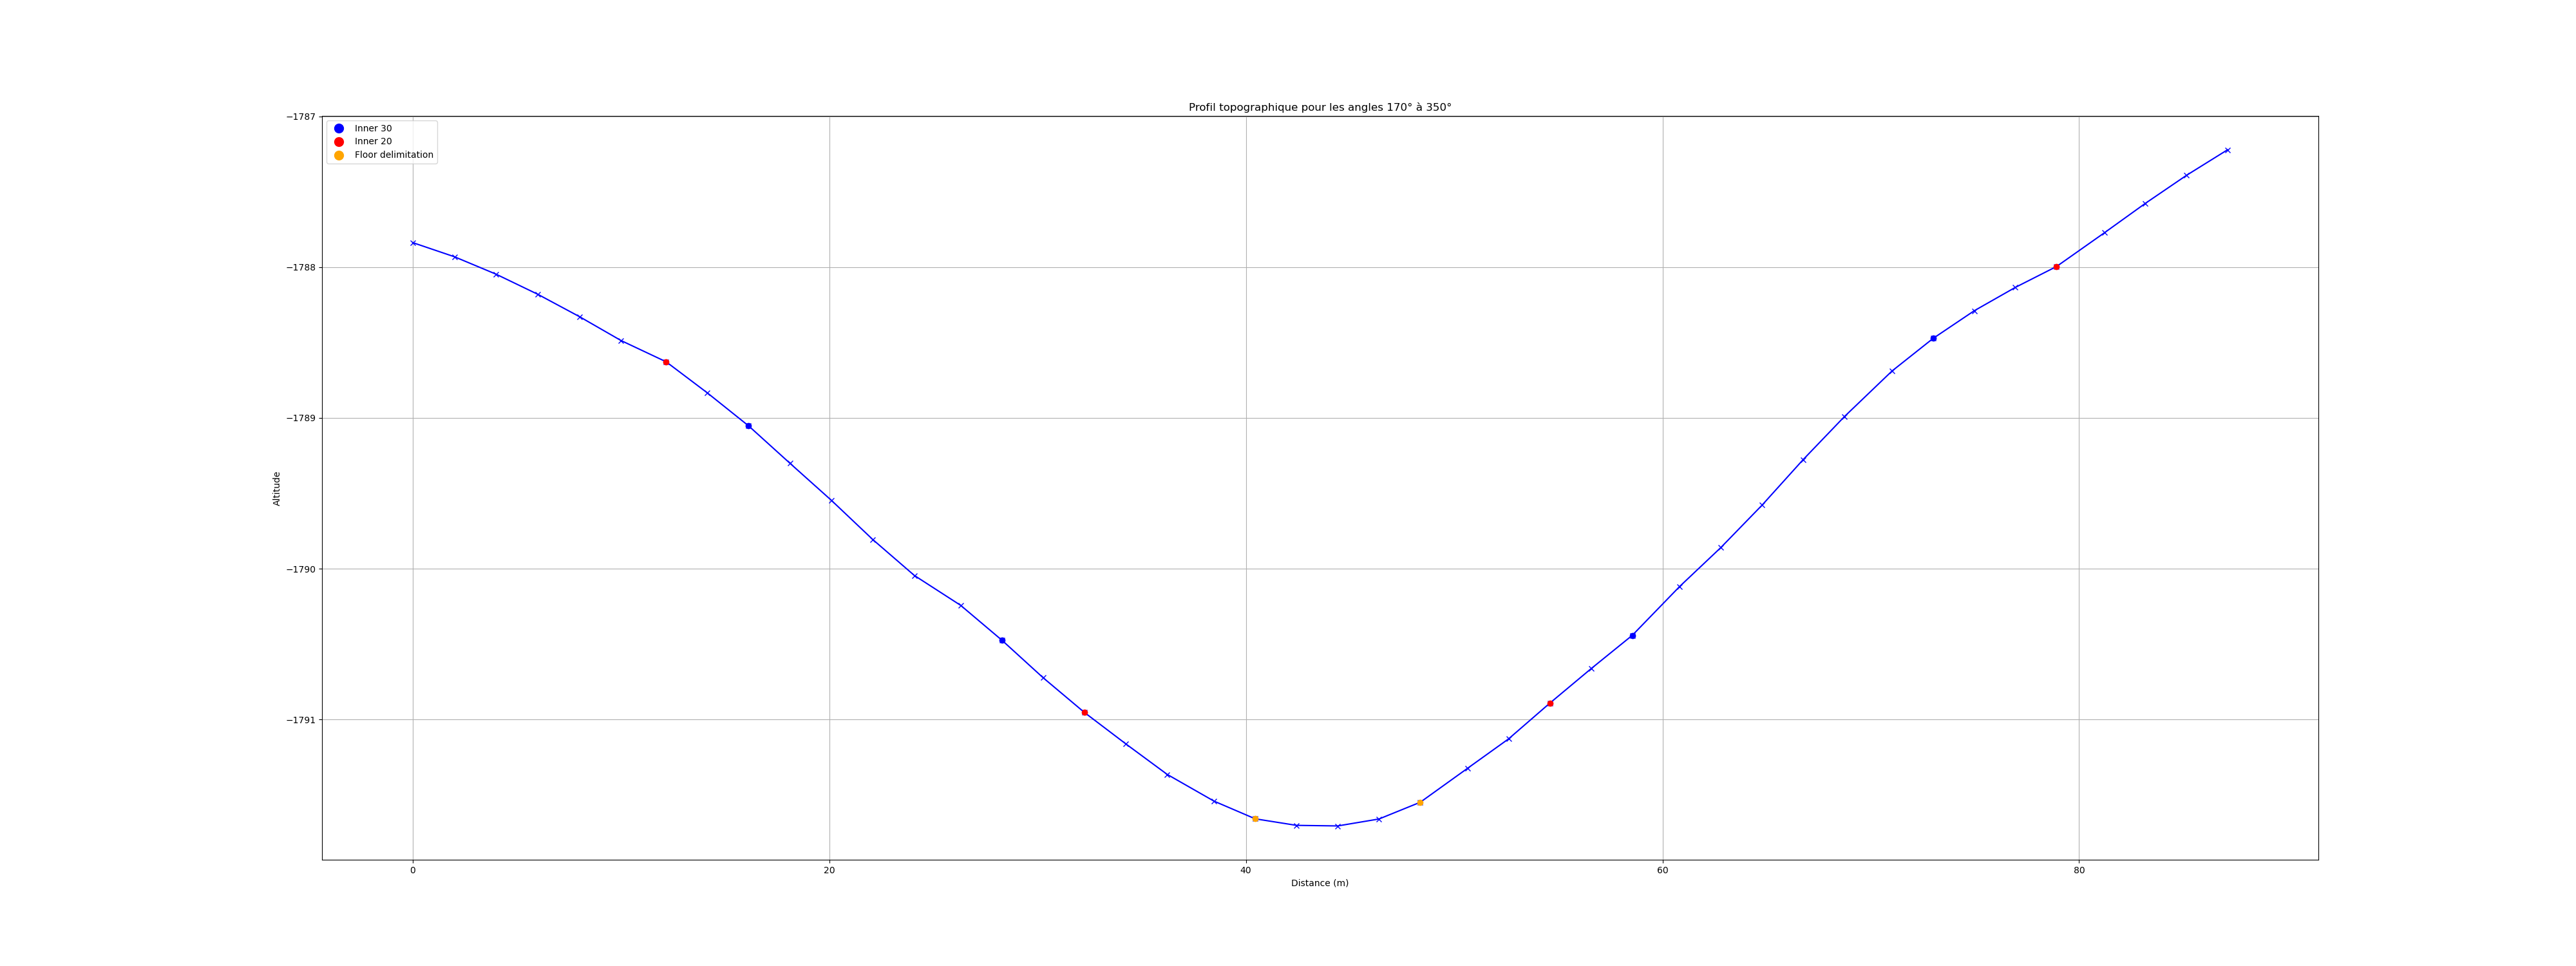 Profil topographique pour les angles 170° à 350°
Inner 30
Inner 20
Floor delimitation
−1787
−1788
−1789
−1790
−1791
Altitude
0 20 40 60 80
Distance (m)